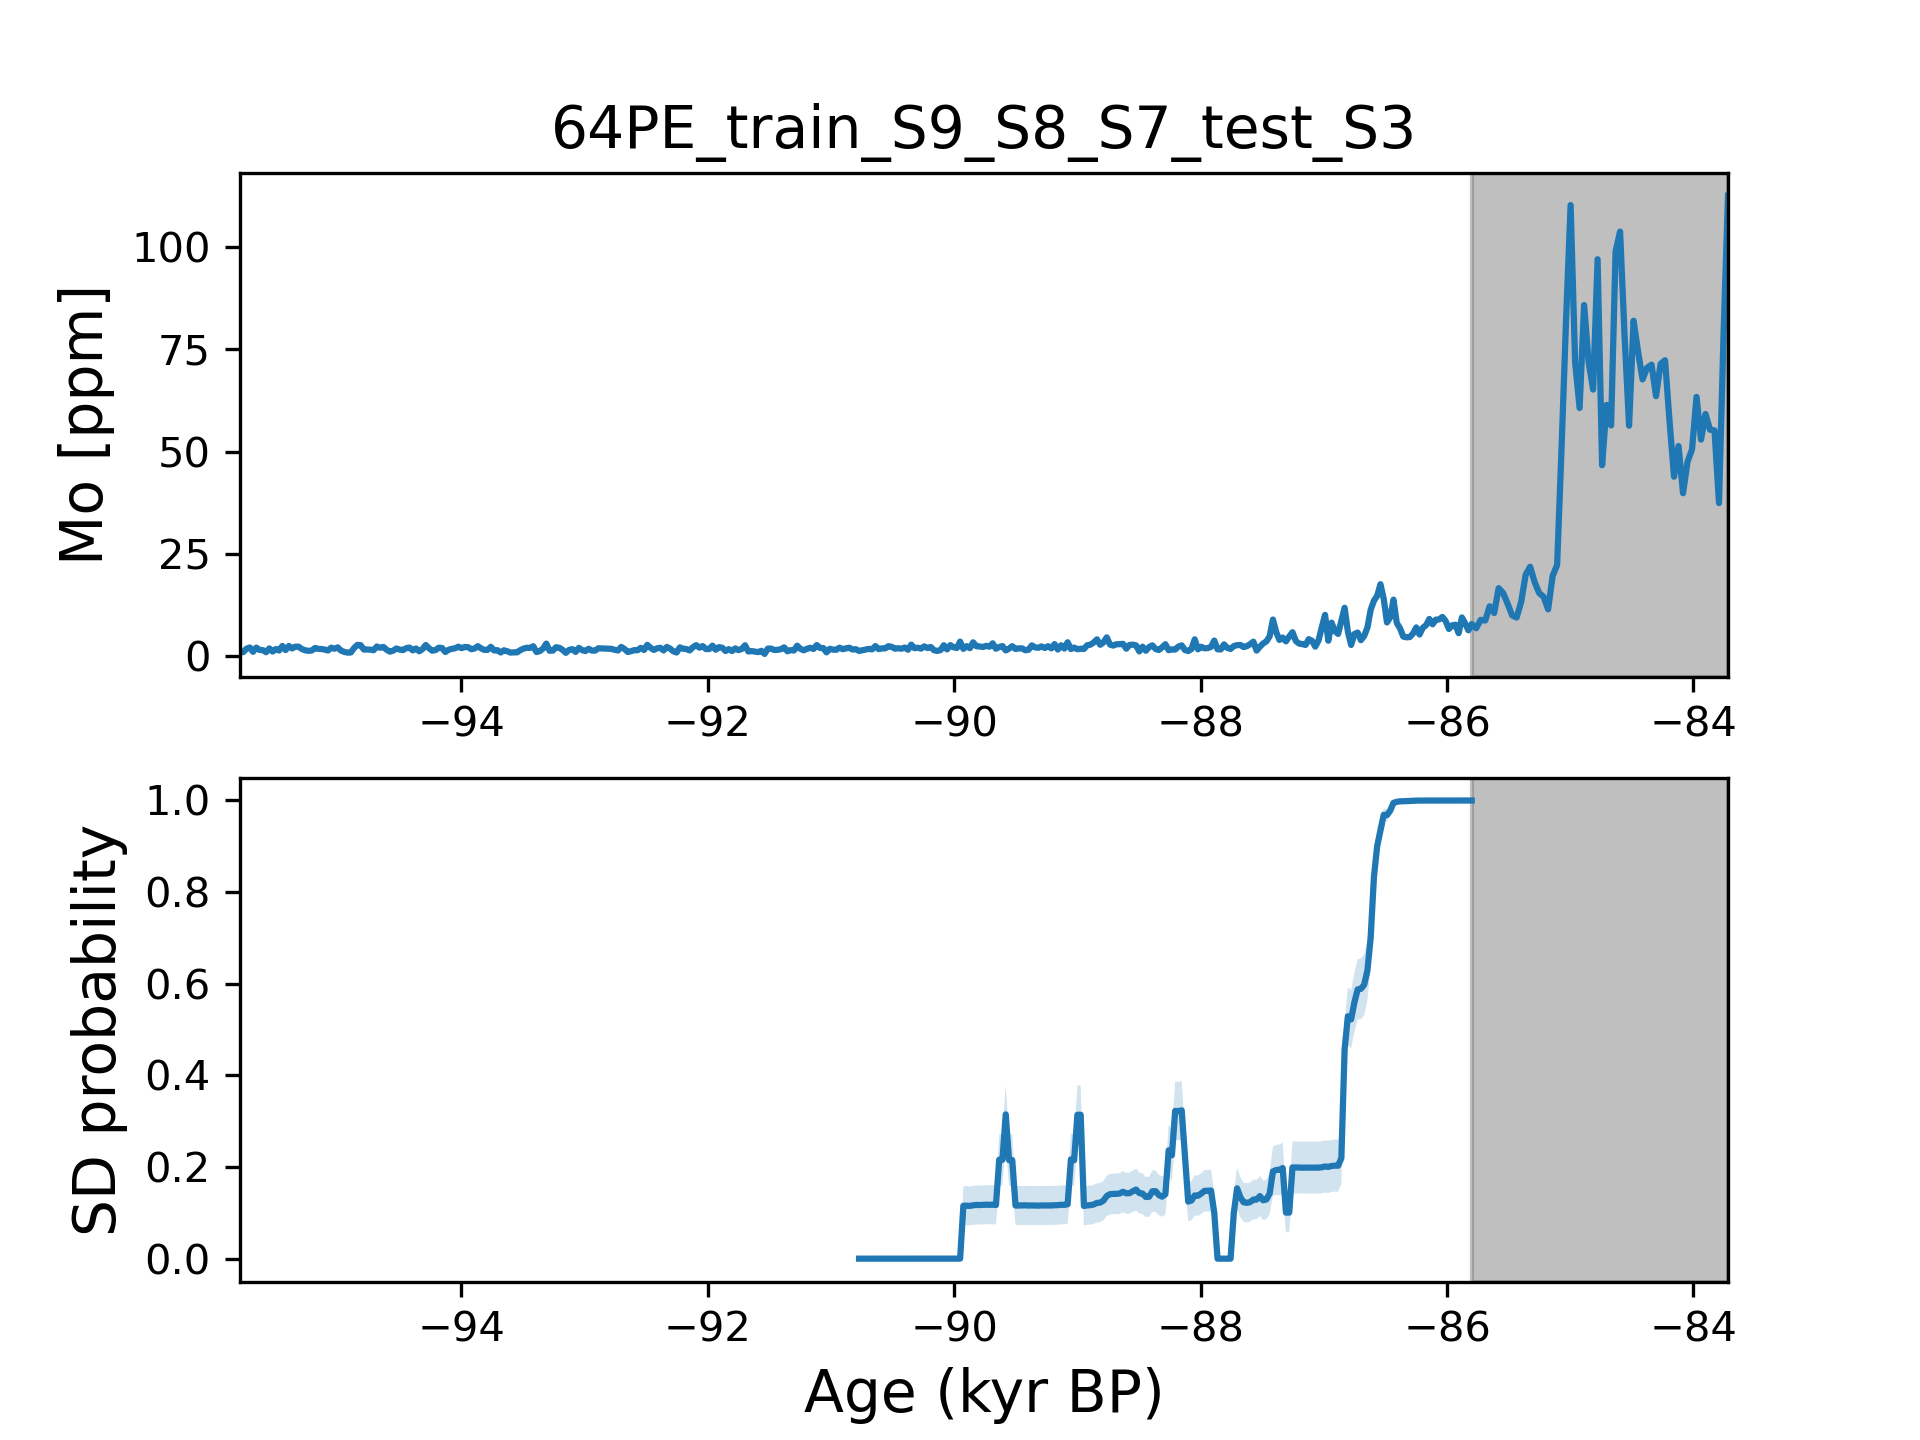 64PE_train_S9_S8_S7_test_S3
Mo [ppm]
100
75
50
25
0
−94 −92 −90 −88 −86 −84
SD probability
1.0
0.8
0.6
0.4
0.2
0.0
−94 −92 −90 −88 −86 −84
Age (kyr BP)